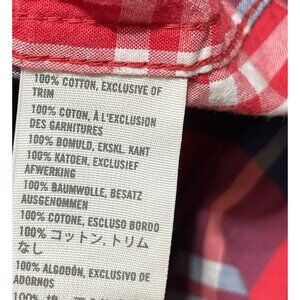 100% COTTON, EXCLUSIVE OF
TRIM
100% COTON, À L'EXCLUSION
DES GARNITURES
100% BOMULD, EKSKL. KANT
100% KATOEN, EXCLUSIEF
AFWERKING
100% BAUMWOLLE, BESATZ
AUSGENOMMEN
100% COTONE, ESCLUSO BORDO
100% コットン, トリム
なし
100% ALGODÓN, EXCLUSIVO DE
ADORNOS
100%